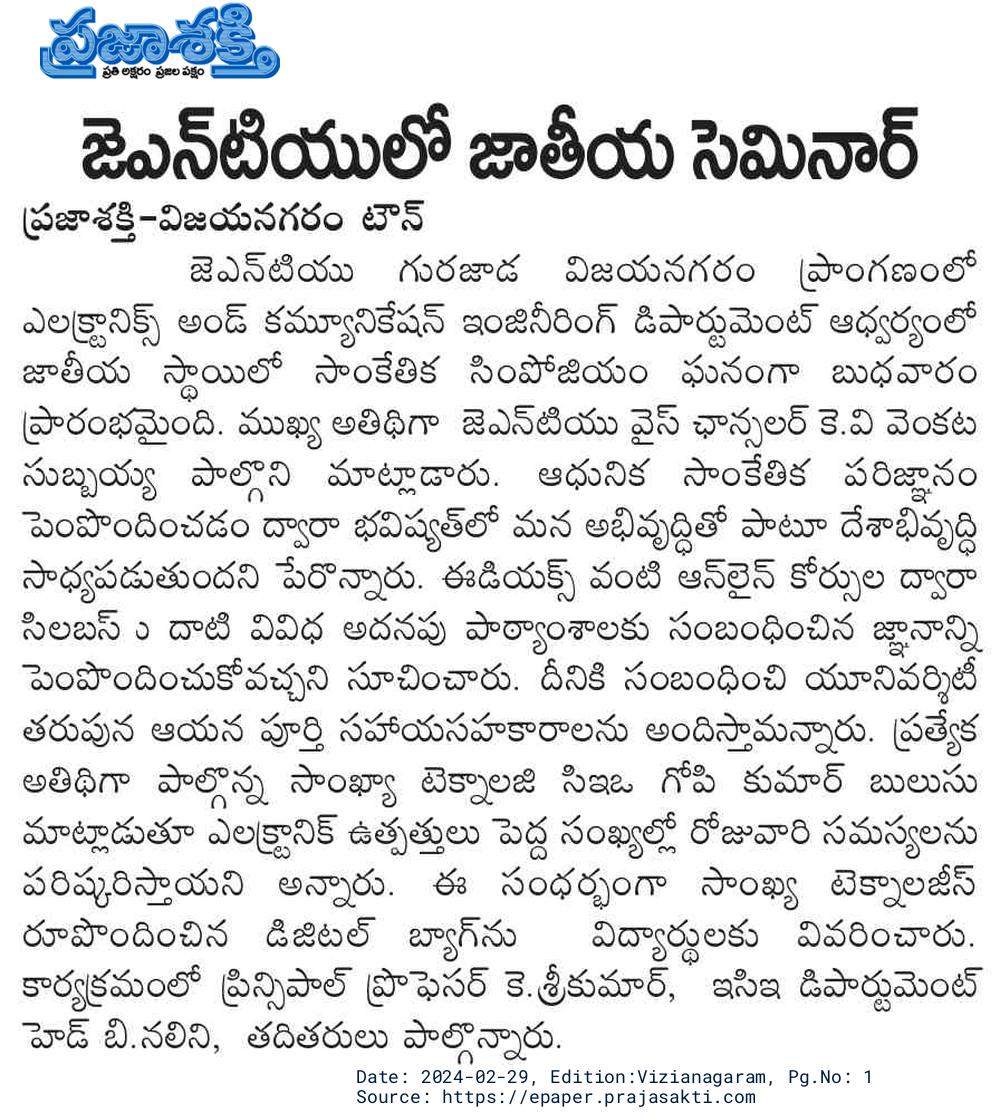 ప్రజాశక్తి
ప్రతి అక్షరం ప్రజల పక్షం
జెఎన్‌టియులో జాతీయ సెమినార్
ప్రజాశక్తి-విజయనగరం టౌన్
జెఎన్‌టియు గురజాడ విజయనగరం ప్రాంగణంలో
ఎలక్ట్రానిక్స్ అండ్ కమ్యూనికేషన్ ఇంజినీరింగ్ డిపార్టుమెంట్ ఆధ్వర్యంలో
జాతీయ స్థాయిలో సాంకేతిక సింపోజియం ఘనంగా బుధవారం
ప్రారంభమైంది. ముఖ్య అతిథిగా జెఎన్‌టియు వైస్ ఛాన్సలర్ కె.వి వెంకట
సుబ్బయ్య పాల్గొని మాట్లాడారు. ఆధునిక సాంకేతిక పరిజ్ఞానం
పెంపొందించడం ద్వారా భవిష్యత్‌లో మన అభివృద్ధితో పాటూ దేశాభివృద్ధి
సాధ్యపడుతుందని పేరొన్నారు. ఈడియక్స్ వంటి ఆన్‌లైన్ కోర్సుల ద్వారా
సిలబస్ ు దాటి వివిధ అదనపు పాఠ్యాంశాలకు సంబంధించిన జ్ఞానాన్ని
పెంపొందించుకోవచ్చని సూచించారు. దీనికి సంబంధించి యూనివర్శిటీ
తరుపున ఆయన పూర్తి సహాయసహకారాలను అందిస్తామన్నారు. ప్రత్యేక
అతిథిగా పాల్గొన్న సాంఖ్యా టెక్నాలజి సిఇఒ గోపి కుమార్ బులుసు
మాట్లాడుతూ ఎలక్ట్రానిక్ ఉత్పత్తులు పెద్ద సంఖ్యల్లో రోజువారి సమస్యలను
పరిష్కరిస్తాయని అన్నారు. ఈ సంధర్భంగా సాంఖ్య టెక్నాలజీస్
రూపొందించిన డిజిటల్ బ్యాగ్‌ను విద్యార్థులకు వివరించారు.
కార్యక్రమంలో ప్రిన్సిపాల్ ప్రొఫెసర్ కె.శ్రీకుమార్, ఇసిఇ డిపార్టుమెంట్
హెడ్ బి.నలిని, తదితరులు పాల్గొన్నారు.
Date: 2024-02-29, Edition:Vizianagaram, Pg.No: 1
Source: https://epaper.prajasakti.com